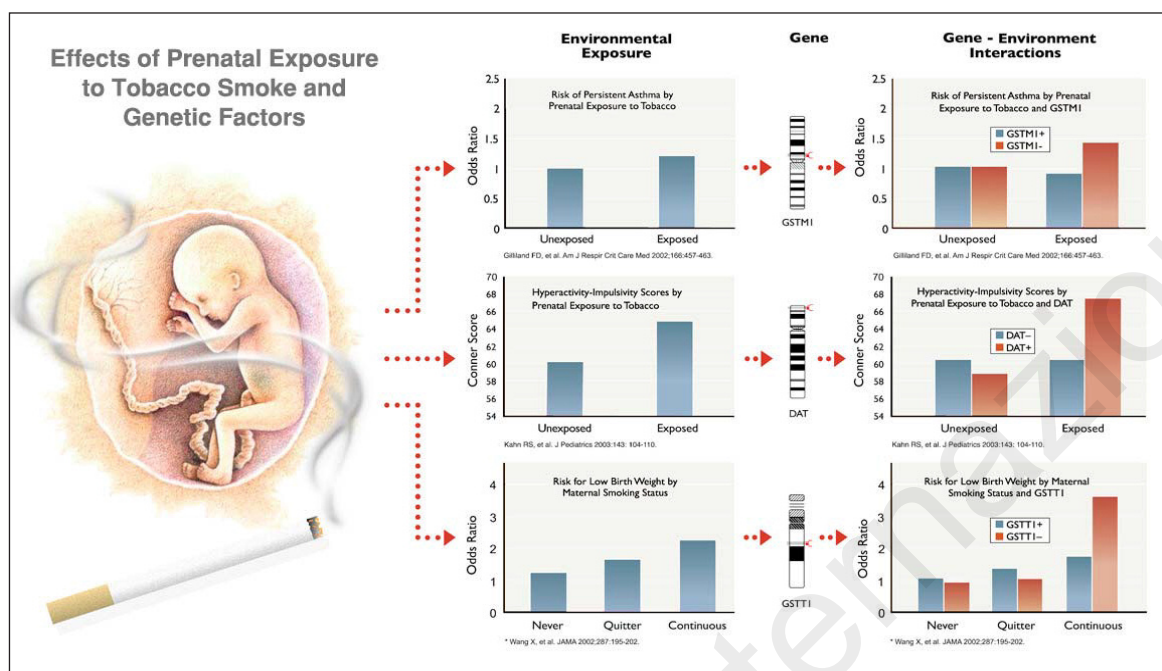 Effects of Prenatal Exposure
to Tobacco Smoke and
Genetic Factors
Environmental
Exposure
Gene
Gene - Environment
Interactions
Risk of Persistent Asthma by
Prenatal Exposure to Tobacco
Odds Ratio
2.5
2
1.5
1
0.5
0
Unexposed
Exposed
Gilliland FD, et al. Am J Respir Crit Care Med 2002;166:457-463.
GSTM1
Risk of Persistent Asthma by Prenatal
Exposure to Tobacco and GSTM1
GSTM1+
GSTM1-
Odds Ratio
2.5
2
1.5
1
0.5
0
Unexposed
Exposed
Gilliland FD, et al. Am J Respir Crit Care Med 2002;166:457-463.
Hyperactivity-Impulsivity Scores by
Prenatal Exposure to Tobacco
Conner Score
70
68
66
64
62
60
58
56
54
Unexposed
Exposed
Kahn RS, et al. J Pediatrics 2003:143: 104-110.
DAT
Hyperactivity-Impulsivity Scores by
Prenatal Exposure to Tobacco and DAT
DAT–
DAT+
Conner Score
70
68
66
64
62
60
58
56
54
Unexposed
Exposed
Kahn RS, et al. J Pediatrics 2003:143: 104-110.
Risk for Low Birth Weight by
Maternal Smoking Status
Odds Ratio
4
3
2
1
0
Never
Quitter
Continuous
* Wang X, et al. JAMA 2002;287:195-202.
GSTT1
Risk for Low Birth Weight by Maternal
Smoking Status and GSTT1
GSTT1+
GSTT1–
Odds Ratio
4
3
2
1
0
Never
Quitter
Continuous
* Wang X, et al. JAMA 2002;287:195-202.